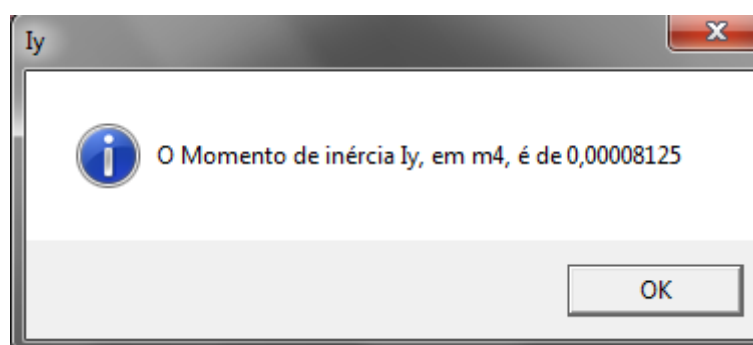 Iy
O Momento de inércia Iy, em m4, é de 0,00008125
OK